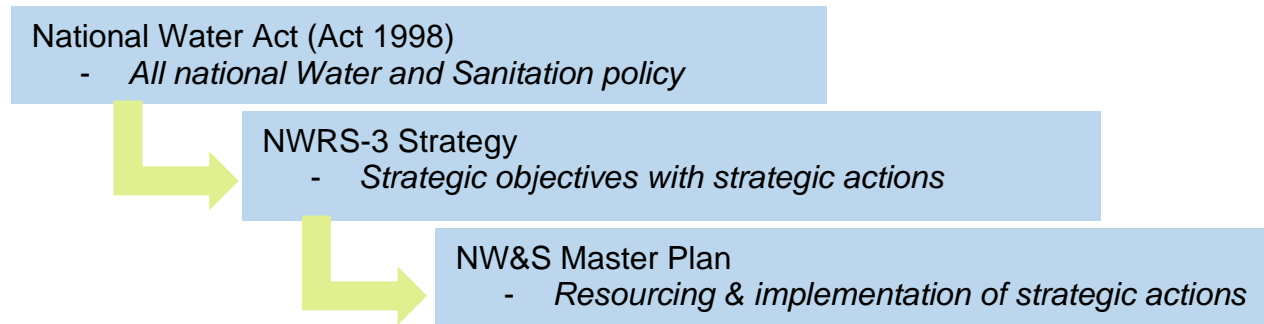 National Water Act (Act 1998)
- All national Water and Sanitation policy
NWRS-3 Strategy
- Strategic objectives with strategic actions
NW&S Master Plan
- Resourcing & implementation of strategic actions